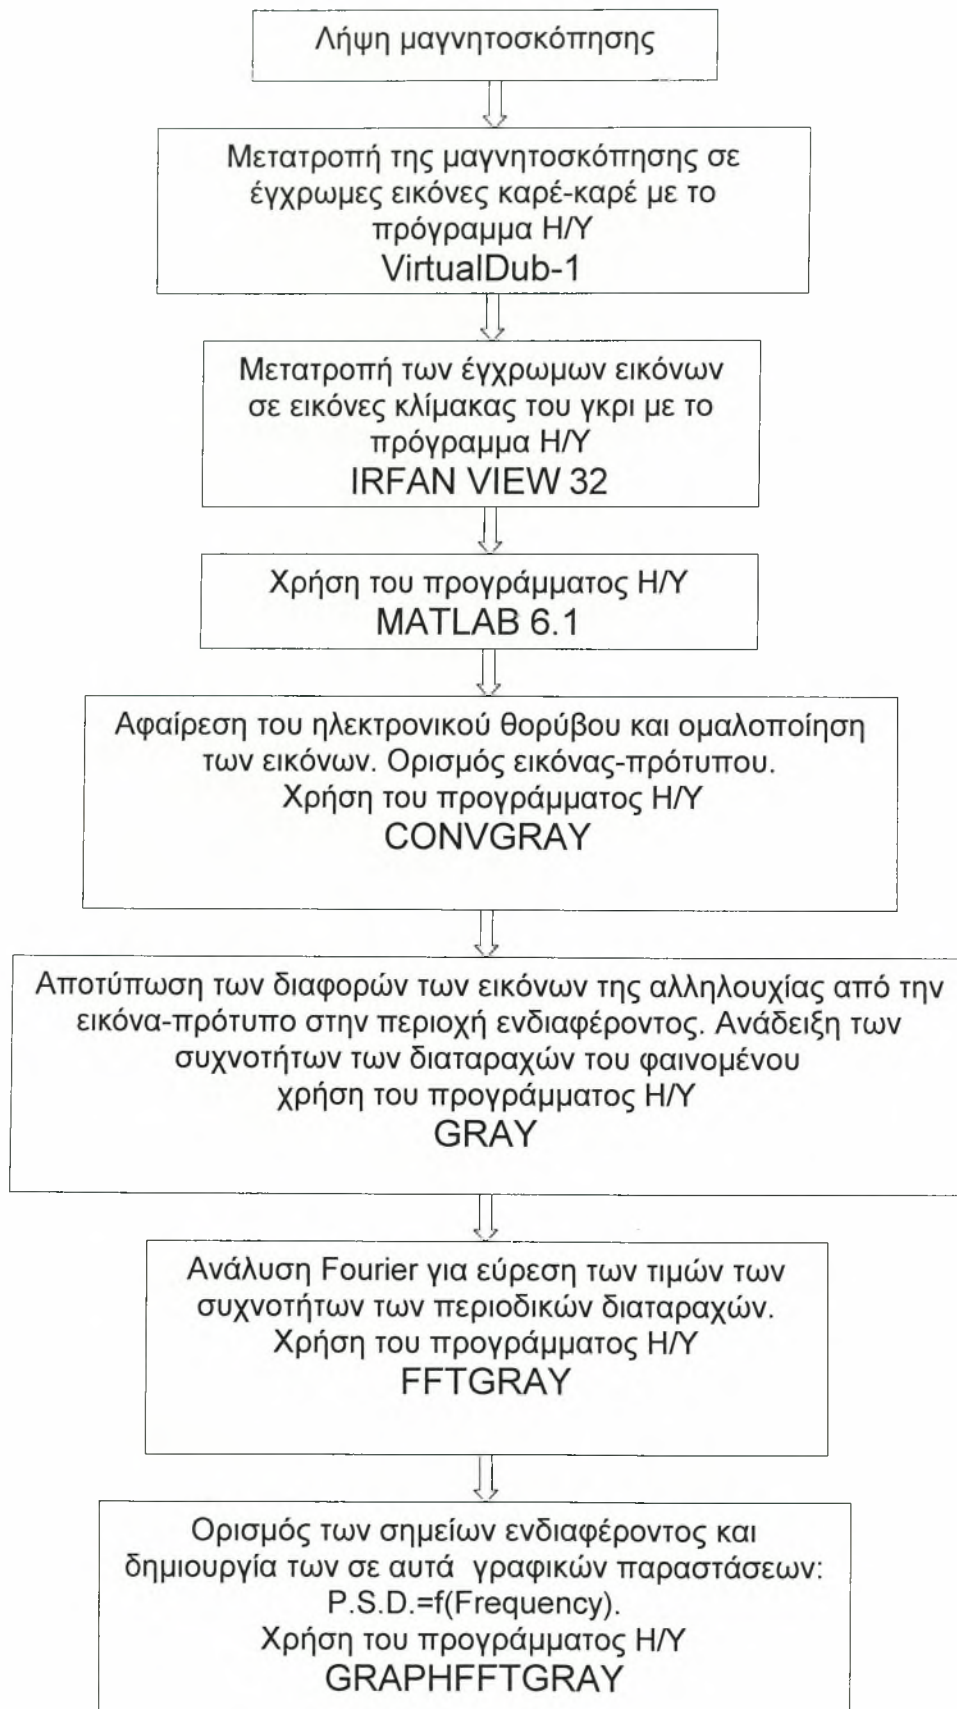 Λήψη μαγνητοσκόπησης
Μετατροπή της μαγνητοσκόπησης σε
έγχρωμες εικόνες καρέ-καρέ με το
πρόγραμμα Η/Υ
VirtualDub-1
Μετατροπή των έγχρωμων εικόνων
σε εικόνες κλίμακας του γκρι με το
πρόγραμμα Η/Υ
IRFAN VIEW 32
Χρήση του προγράμματος Η/Υ
MATLAB 6.1
Αφαίρεση του ηλεκτρονικού θορύβου και ομαλοποίηση
των εικόνων. Ορισμός εικόνας-πρότυπου.
Χρήση του προγράμματος Η/Υ
CONVGRAY
Αποτύπωση των διαφορών των εικόνων της αλληλουχίας από την
εικόνα-πρότυπο στην περιοχή ενδιαφέροντος. Ανάδειξη των
συχνοτήτων των διαταραχών του φαινομένου
χρήση του προγράμματος Η/Υ
GRAY
Ανάλυση Fourier για εύρεση των τιμών των
συχνοτήτων των περιοδικών διαταραχών.
Χρήση του προγράμματος Η/Υ
FFTGRAY
Ορισμός των σημείων ενδιαφέροντος και
δημιουργία των σε αυτά γραφικών παραστάσεων:
P.S.D.=f(Frequency).
Χρήση του προγράμματος Η/Υ
GRAPHFFTGRAY